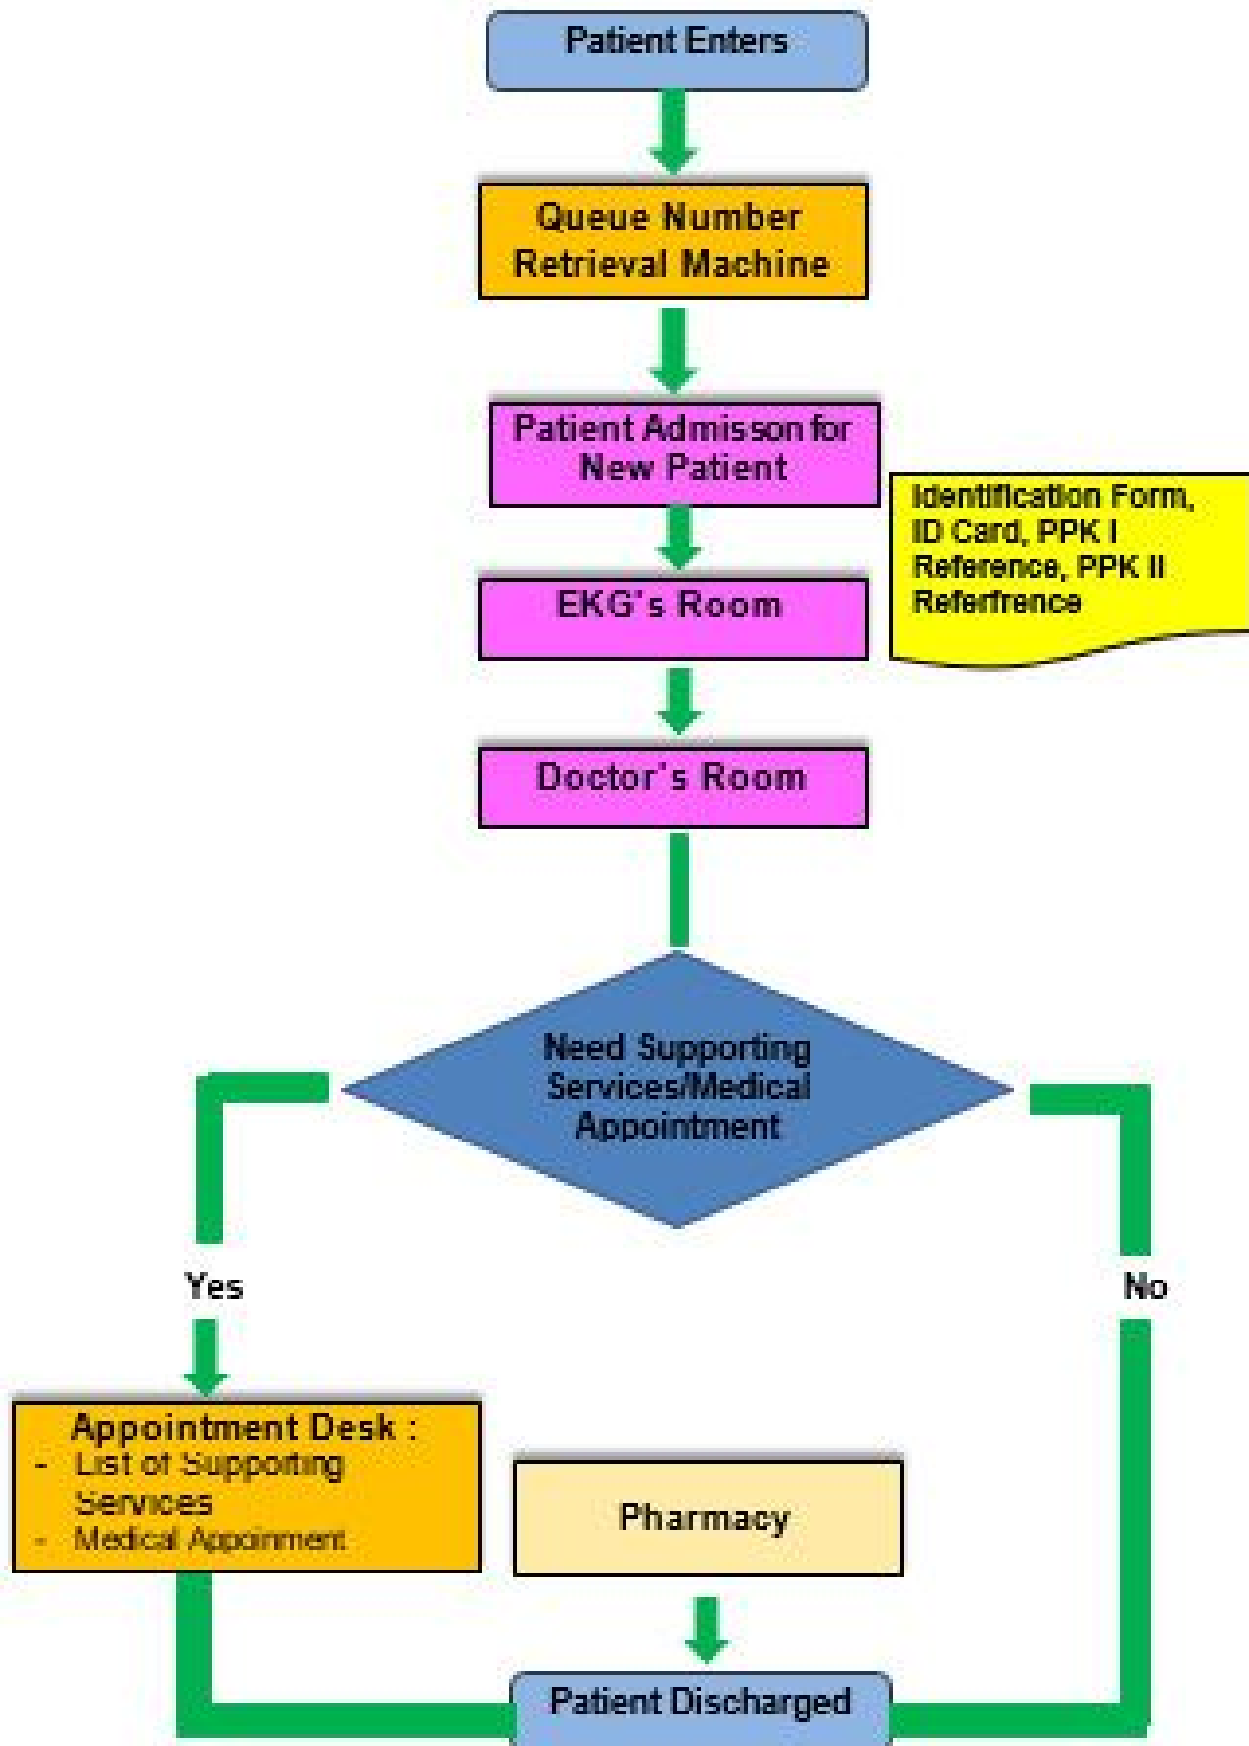 Patient Enters
Queue Number
Retrieval Machine
Patient Admisson for
New Patient
Identification Form,
ID Card, PPK I
Reference, PPK II
Referfrence
EKG's Room
Doctor's Room
Need Supporting
Services/Medical
Appointment
Yes
No
Appointment Desk :
- List of Supporting
Services
- Medical Appoinment
Pharmacy
Patient Discharged